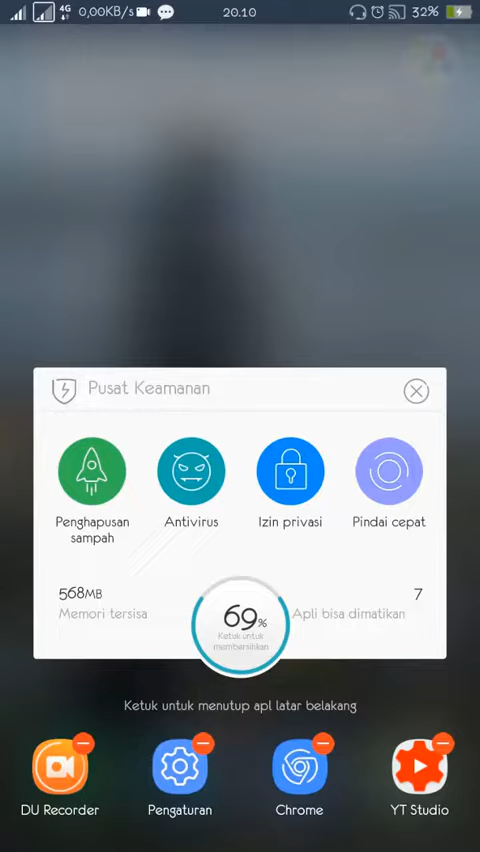 4G 0,00KB/s 20.10 32%
Pusat Keamanan
Penghapusan sampah
Antivirus
Izin privasi
Pindai cepat
568MB
Memori tersisa
69%
Ketuk untuk
membersihkan
7
Apli bisa dimatikan
Ketuk untuk menutup apl latar belakang
DU Recorder
Pengaturan
Chrome
YT Studio